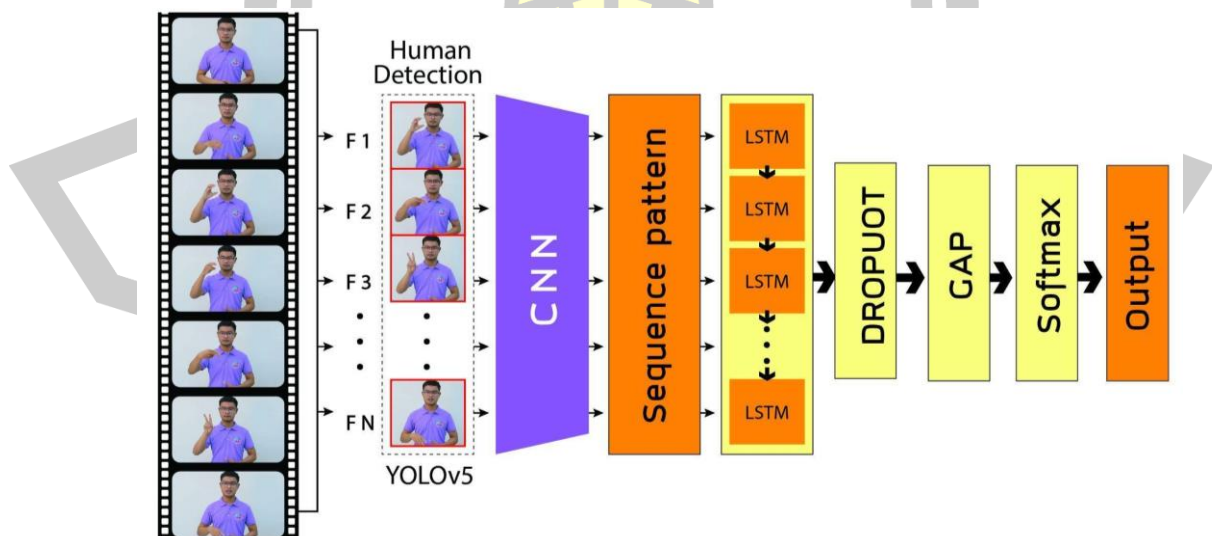 Human
Detection
F 1
F 2
F 3
F N
YOLOv5
CNN
Sequence pattern
LSTM
LSTM
LSTM
LSTM
DROPUOT
GAP
Softmax
Output